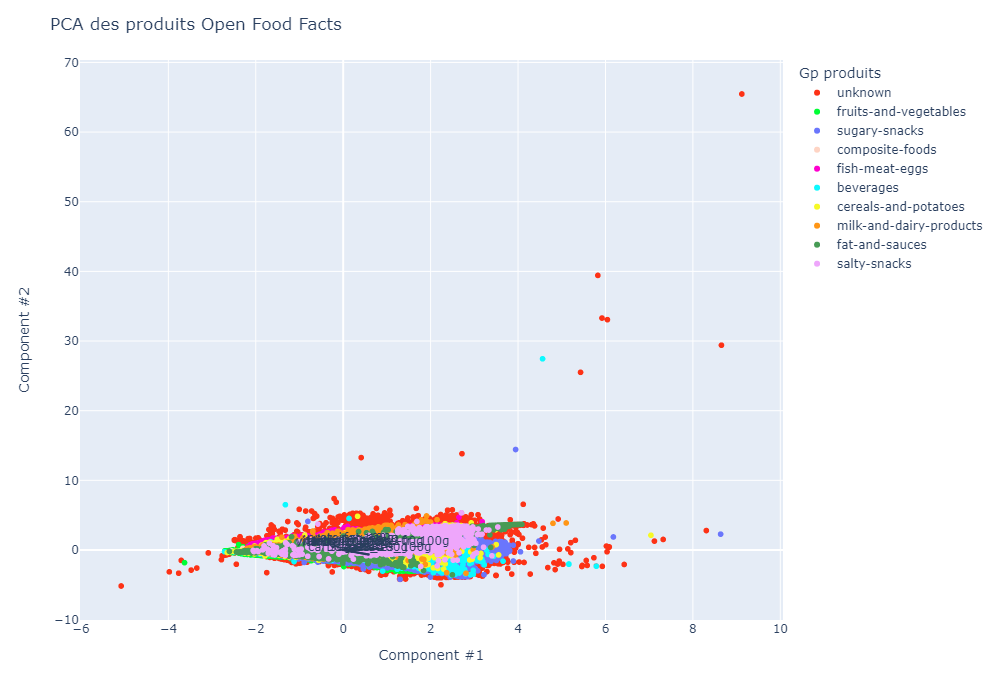 PCA des produits Open Food Facts
Gp produits
unknown
fruits-and-vegetables
sugary-snacks
composite-foods
fish-meat-eggs
beverages
cereals-and-potatoes
milk-and-dairy-products
fat-and-sauces
salty-snacks
70
60
50
40
30
20
10
0
−10
Component #2
−6
−4
−2
0
2
4
6
8
10
Component #1